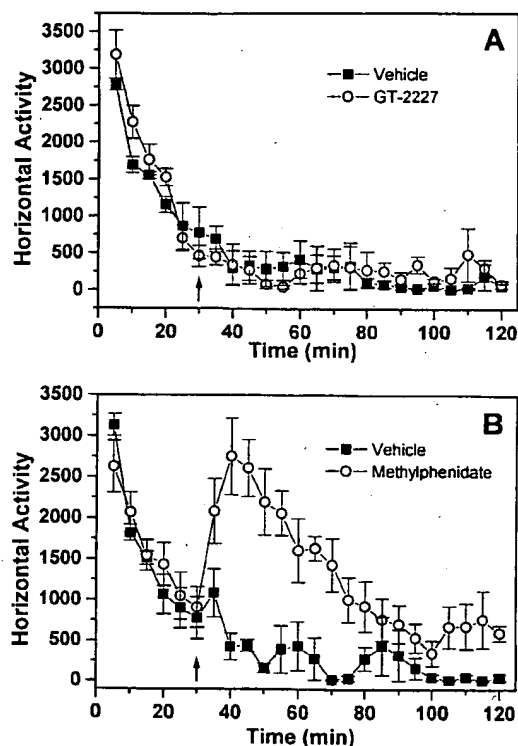 A
Vehicle
GT-2227
Horizontal Activity
3500
3000
2500
2000
1500
1000
500
0
0 20 40 60 80 100 120
Time (min)
B
Vehicle
Methylphenidate
Horizontal Activity
3500
3000
2500
2000
1500
1000
500
0
0 20 40 60 80 100 120
Time (min)